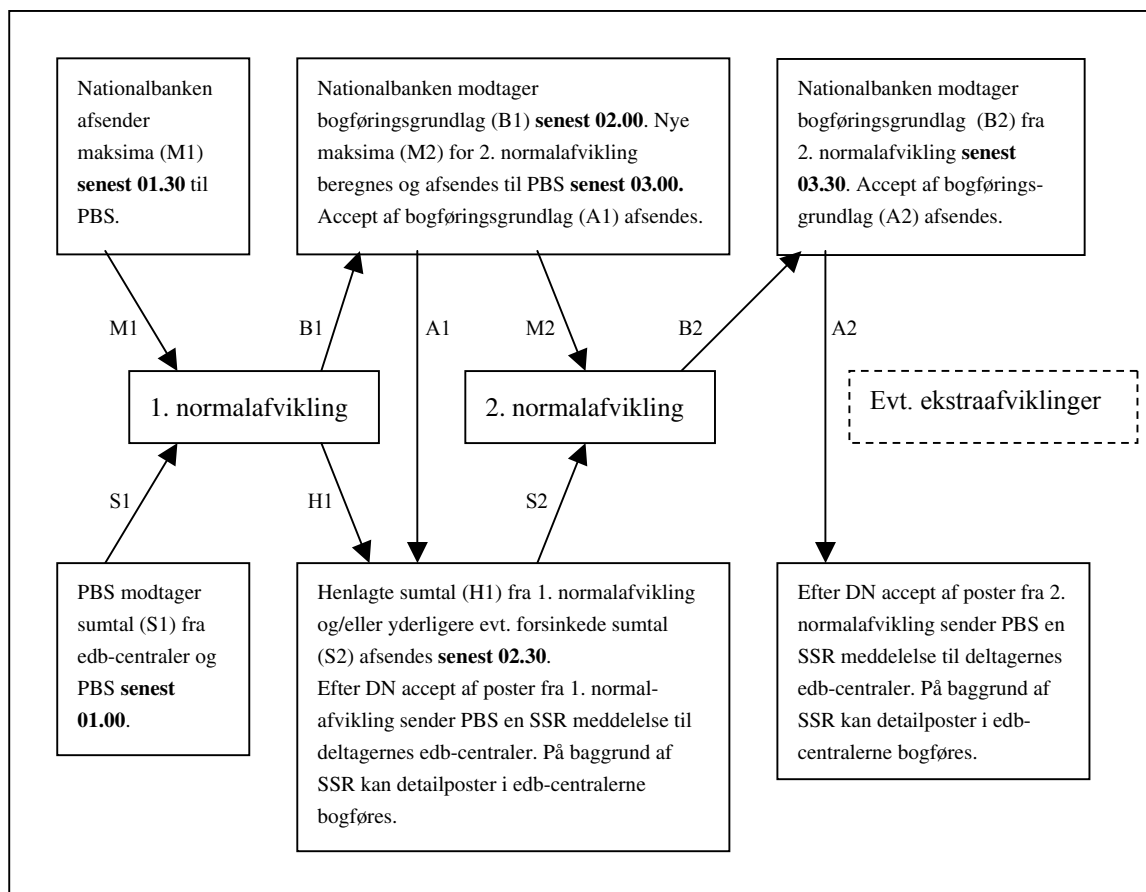 Nationalbanken
afsender
maksima (M1)
senest 01.30 til
PBS.
Nationalbanken modtager
bogføringsgrundlag (B1) senest 02.00. Nye
maksima (M2) for 2. normalafvikling
beregnes og afsendes til PBS senest 03.00.
Accept af bogføringsgrundlag (A1) afsendes.
Nationalbanken modtager
bogføringsgrundlag (B2) fra
2. normalafvikling senest
03.30. Accept af bogførings-
grundlag (A2) afsendes.
M1
B1
A1
M2
B2
A2
1. normalafvikling
2. normalafvikling
Evt. ekstraafviklinger
S1
H1
S2
PBS modtager
sumtal (S1) fra
edb-centraler og
PBS senest
01.00.
Henlagte sumtal (H1) fra 1. normalafvikling
og/eller yderligere evt. forsinkede sumtal
(S2) afsendes senest 02.30.
Efter DN accept af poster fra 1. normal-
afvikling sender PBS en SSR meddelelse til
deltagernes edb-centraler. På baggrund af
SSR kan detailposter i edb-centralerne
bogføres.
Efter DN accept af poster fra 2.
normalafvikling sender PBS en
SSR meddelelse til deltagernes
edb-centraler. På baggrund af
SSR kan detailposter i edb-
centralerne bogføres.